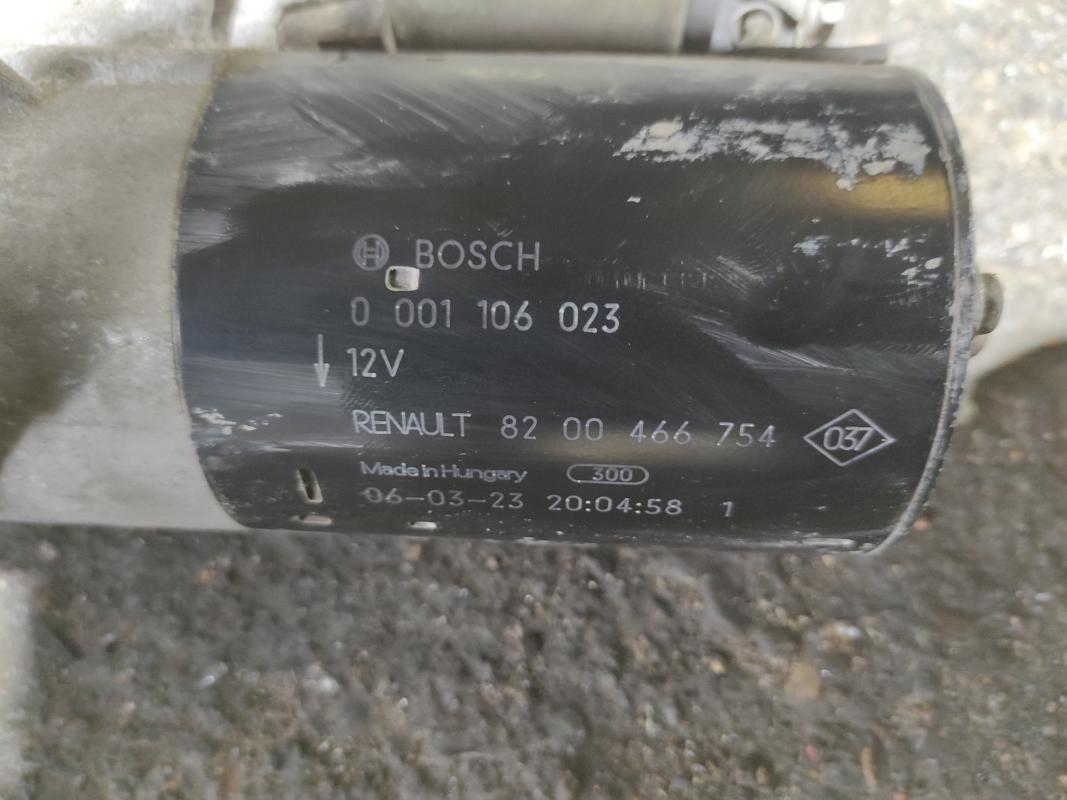 BOSCH
0 001 106 023
12V
RENAULT 82 00 466 754 037
Made in Hungary 300
06-03-23 20:04:58 1